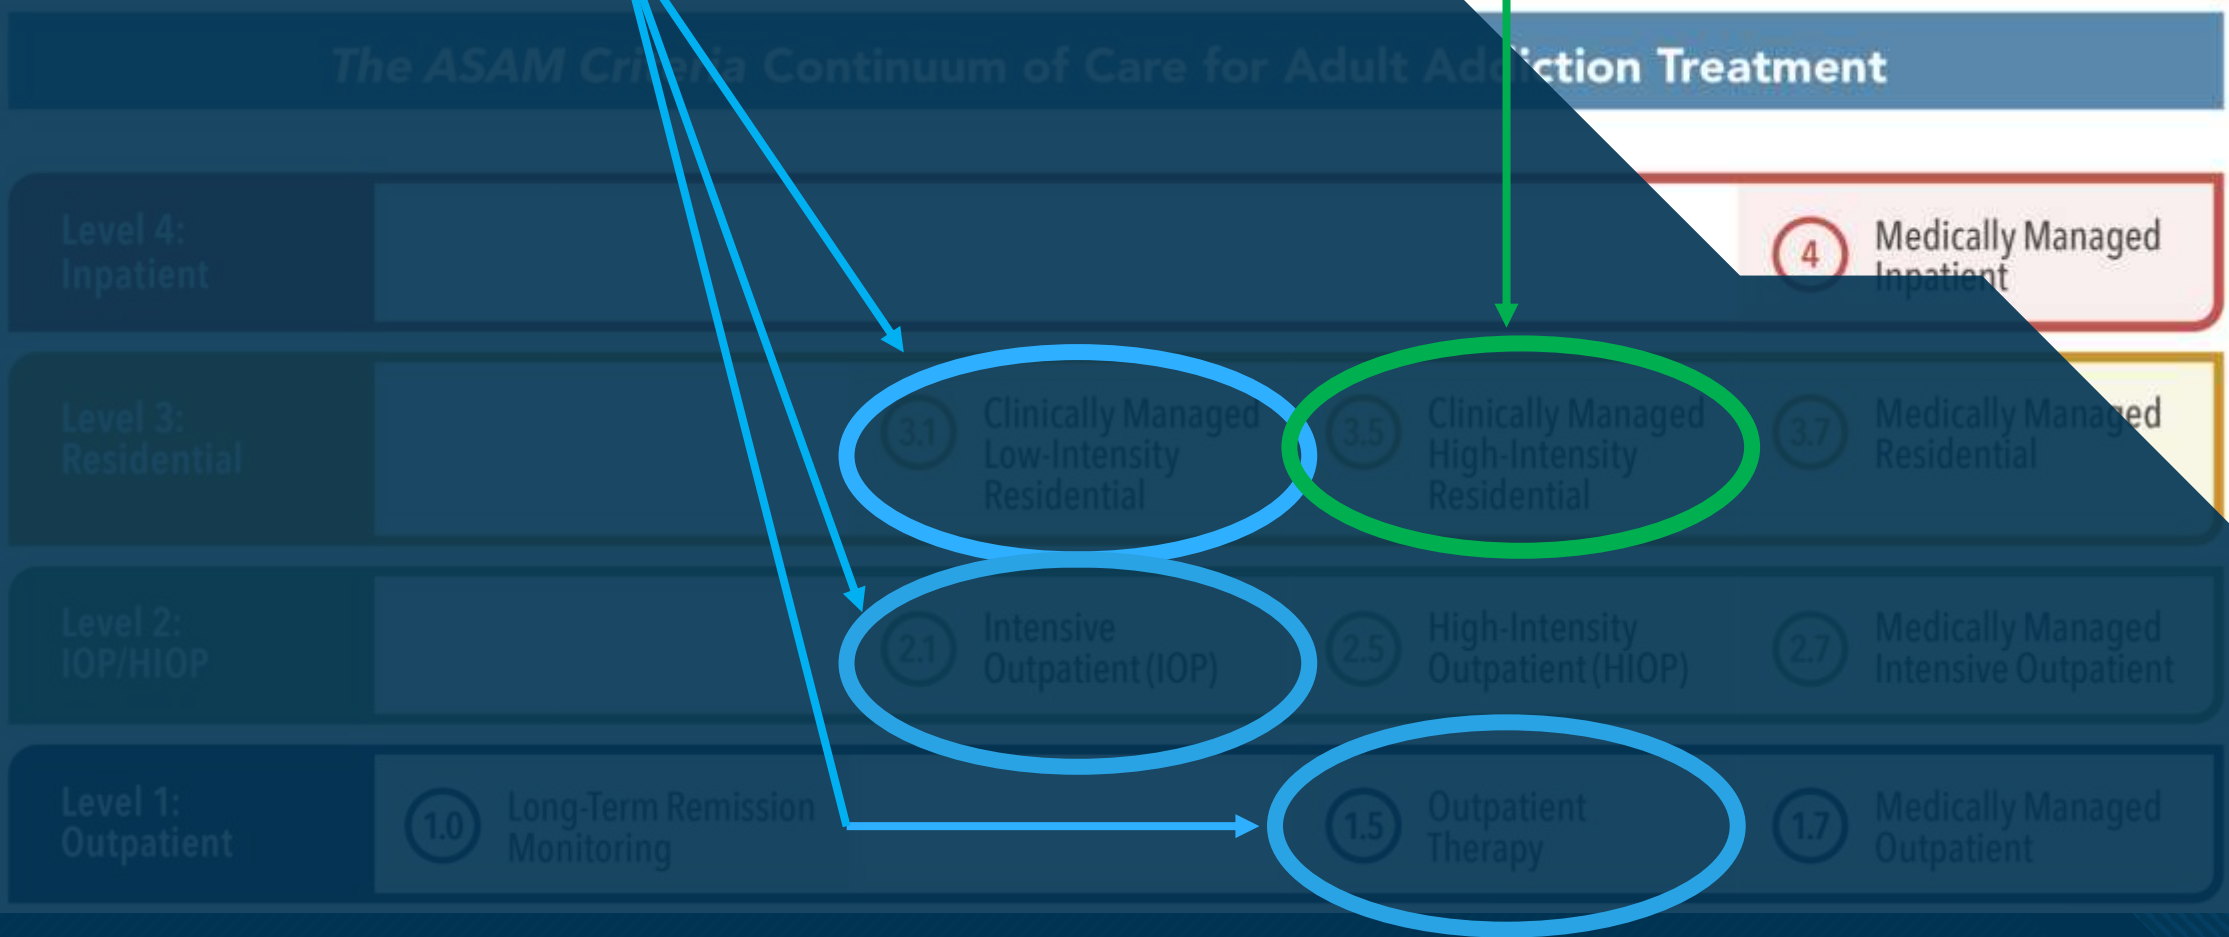 The ASAM Criteria Continuum of Care for Adult Addiction Treatment
Level 4:
Inpatient
4
Medically Managed
Inpatient
Level 3:
Residential
3.1
Clinically Managed
Low-Intensity
Residential
3.5
Clinically Managed
High-Intensity
Residential
3.7
Medically Managed
Residential
Level 2:
IOP/HIOP
2.1
Intensive
Outpatient (IOP)
2.5
High-Intensity
Outpatient (HIOP)
2.7
Medically Managed
Intensive Outpatient
Level 1:
Outpatient
1.0
Long-Term Remission
Monitoring
1.5
Outpatient
Therapy
1.7
Medically Managed
Outpatient